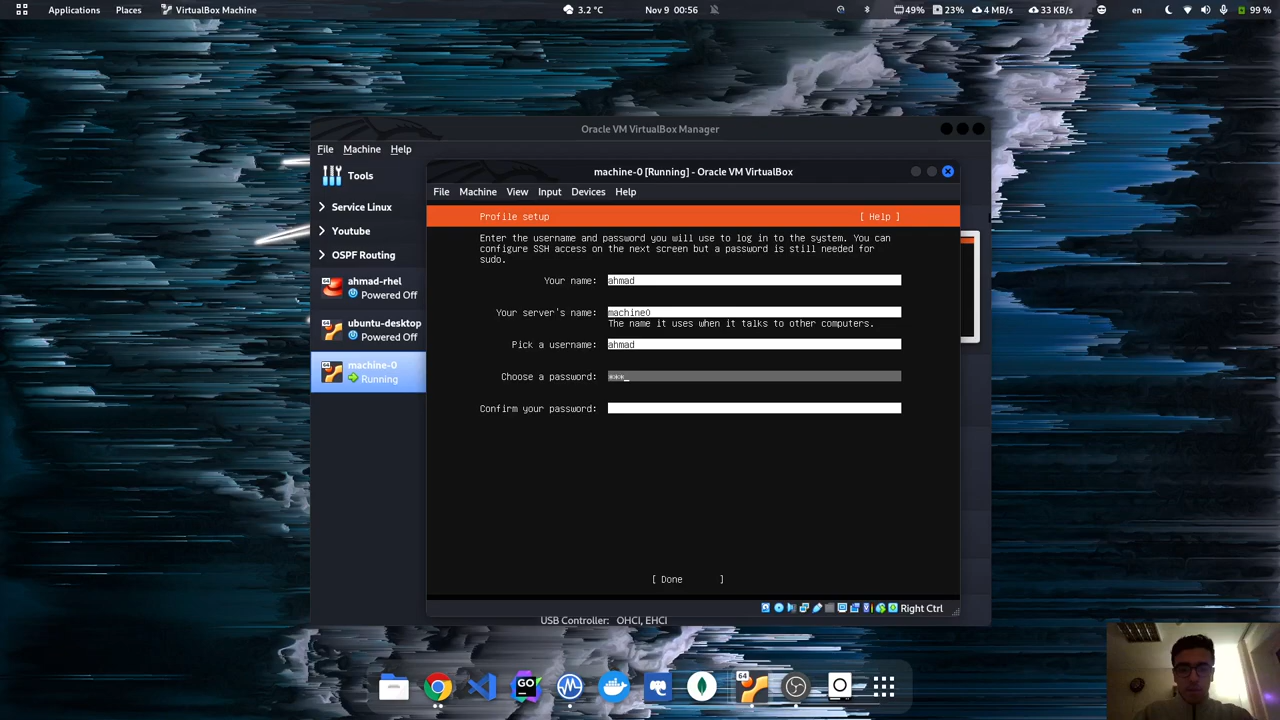 Applications Places VirtualBox Machine 3.2 °C Nov 9 00:56 49% 23% 4 MB/s 33 KB/s en 99 %
Oracle VM VirtualBox Manager
File Machine Help
Tools
machine-0 [Running] - Oracle VM VirtualBox
File Machine View Input Devices Help
Service Linux
Youtube
OSPF Routing
64 ahmad-rhel
Powered Off
64 ubuntu-desktop
Powered Off
64 machine-0
Running
Profile setup [ Help ]
Enter the username and password you will use to log in to the system. You can
configure SSH access on the next screen but a password is still needed for
sudo.
Your name: ahmad
Your server's name: machine0
The name it uses when it talks to other computers.
Pick a username: ahmad
Choose a password: ***_
Confirm your password:
[ Done ]
Right Ctrl
USB Controller: OHCI, EHCI
GO
64